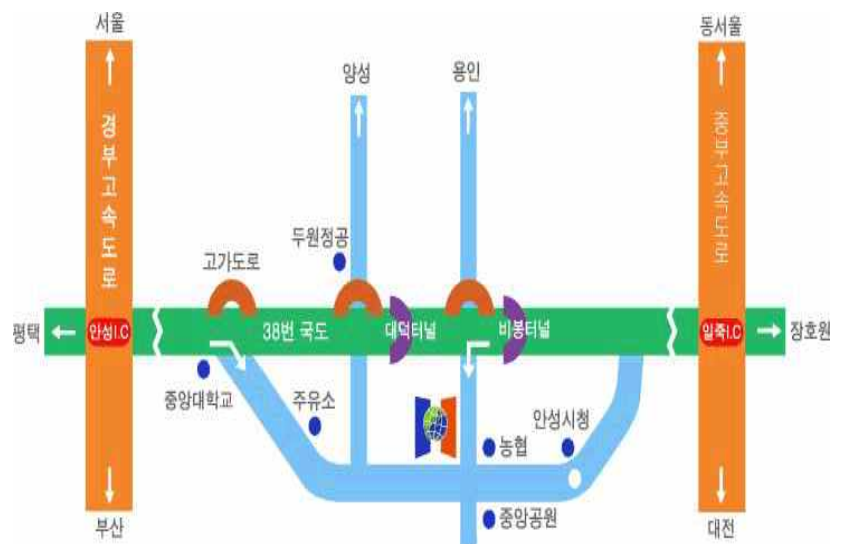 서울
동서울
양성
용인
경부고속도로
중부고속도로
두원정공
고가도로
평택
안성I.C
38번 국도
대덕터널
비봉터널
일죽I.C
장호원
중앙대학교
주유소
안성시청
농협
중앙공원
부산
대전